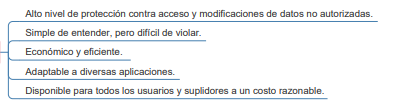 Alto nivel de protección contra acceso y modificaciones de datos no autorizadas.
Simple de entender, pero difícil de violar.
Económico y eficiente.
Adaptable a diversas aplicaciones.
Disponible para todos los usuarios y suplidores a un costo razonable.